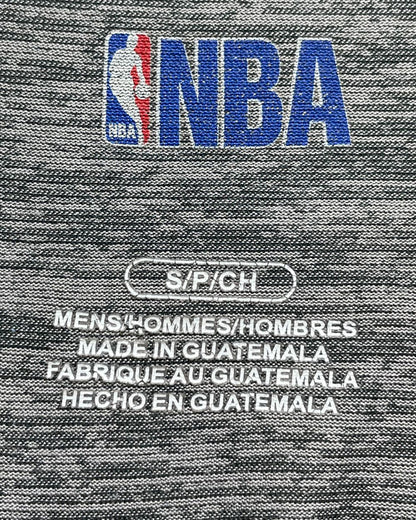 NBA NBA
S/P/CH
MENS/HOMMES/HOMBRES
MADE IN GUATEMALA
FABRIQUE AU GUATEMALA
HECHO EN GUATEMALA